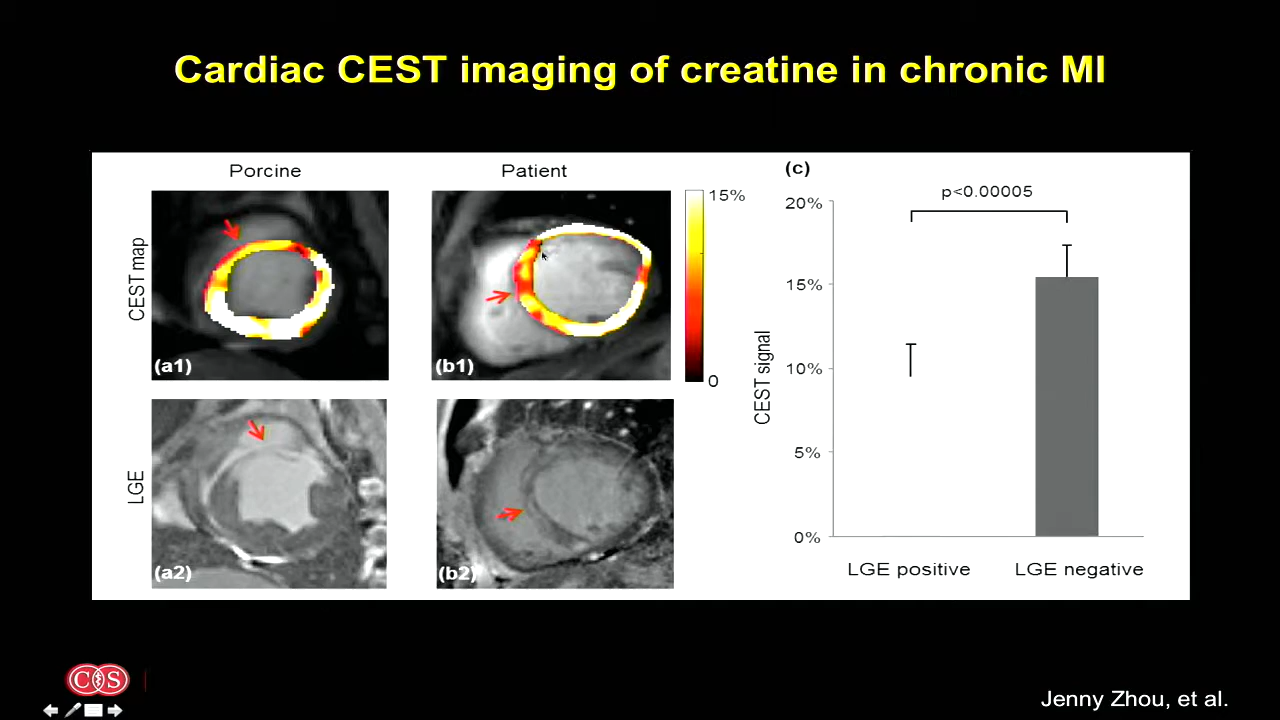 Cardiac CEST imaging of creatine in chronic MI
Porcine
Patient
CEST map
LGE
(a1)
(b1)
(a2)
(b2)
15%
0
(c)
p<0.00005
CEST signal
20%
15%
10%
5%
0%
LGE positive
LGE negative
CS
Jenny Zhou, et al.